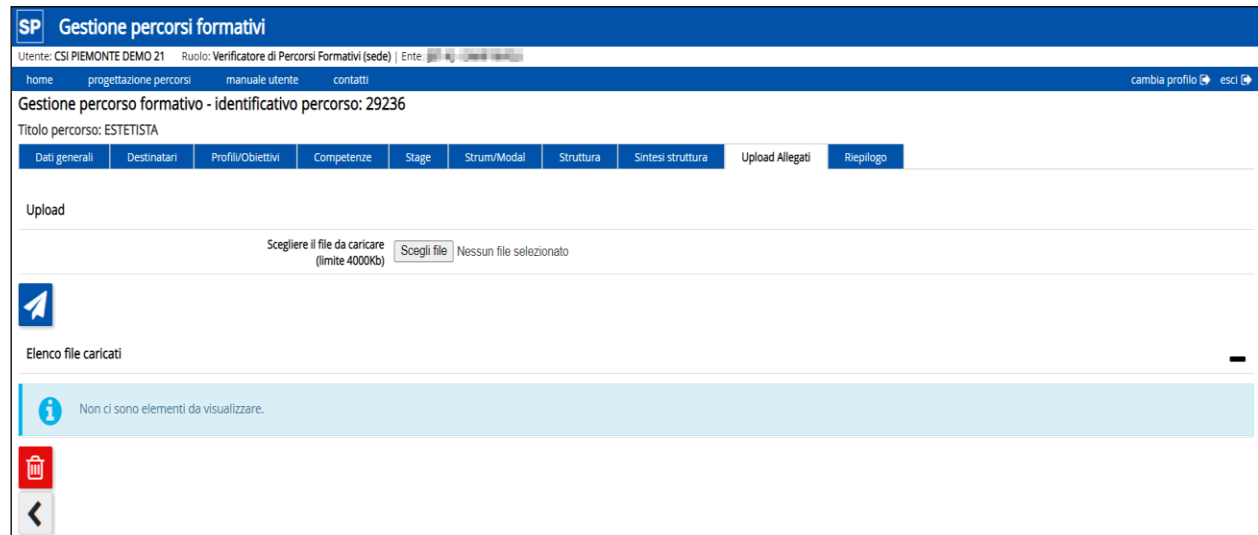 SP Gestione percorsi formativi
Utente: CSI PIEMONTE DEMO 21 Ruolo: Verificatore di Percorsi Formativi (sede) | Ente:
home progettazione percorsi manuale utente contatti cambia profilo esci
Gestione percorso formativo - identificativo percorso: 29236
Titolo percorso: ESTETISTA
Dati generali Destinatari Profili/Obiettivi Competenze Stage Strum/Modal Struttura Sintesi struttura Upload Allegati Riepilogo
Upload
Scegliere il file da caricare Scegli file Nessun file selezionato
(limite 4000Kb)
Elenco file caricati
Non ci sono elementi da visualizzare.